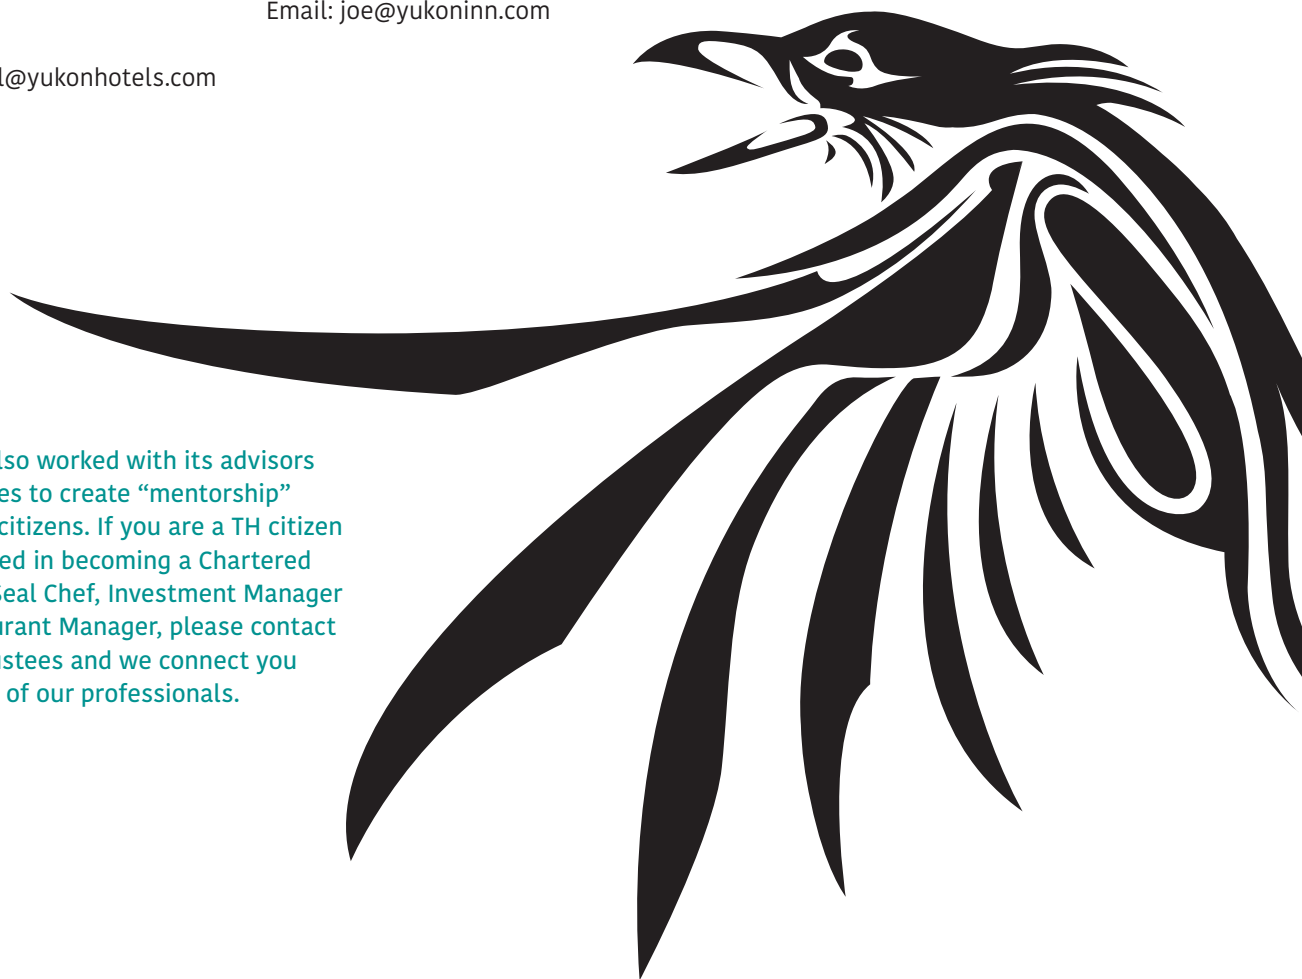 Email: joe@yukoninn.com
l@yukonhotels.com
lso worked with its advisors
es to create “mentorship”
citizens. If you are a TH citizen
ed in becoming a Chartered
Seal Chef, Investment Manager
urant Manager, please contact
ustees and we connect you
of our professionals.